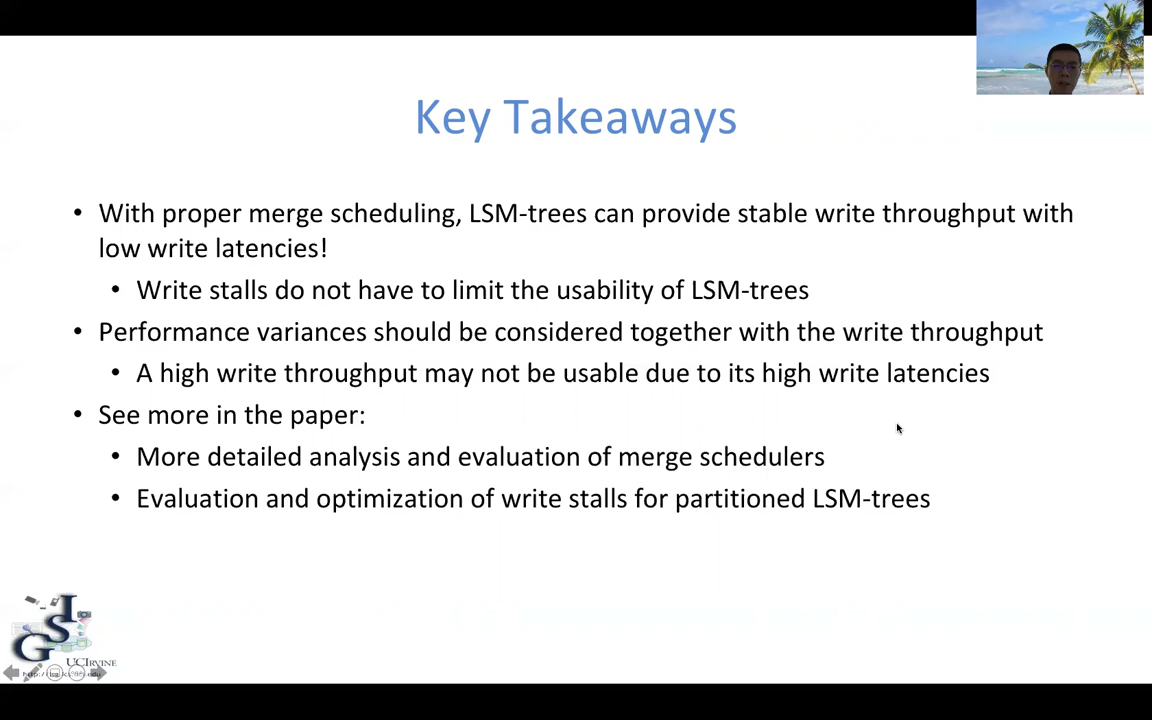 Key Takeaways
• With proper merge scheduling, LSM-trees can provide stable write throughput with
low write latencies!
• Write stalls do not have to limit the usability of LSM-trees
• Performance variances should be considered together with the write throughput
• A high write throughput may not be usable due to its high write latencies
• See more in the paper:
• More detailed analysis and evaluation of merge schedulers
• Evaluation and optimization of write stalls for partitioned LSM-trees
ISG
UCIRVINE